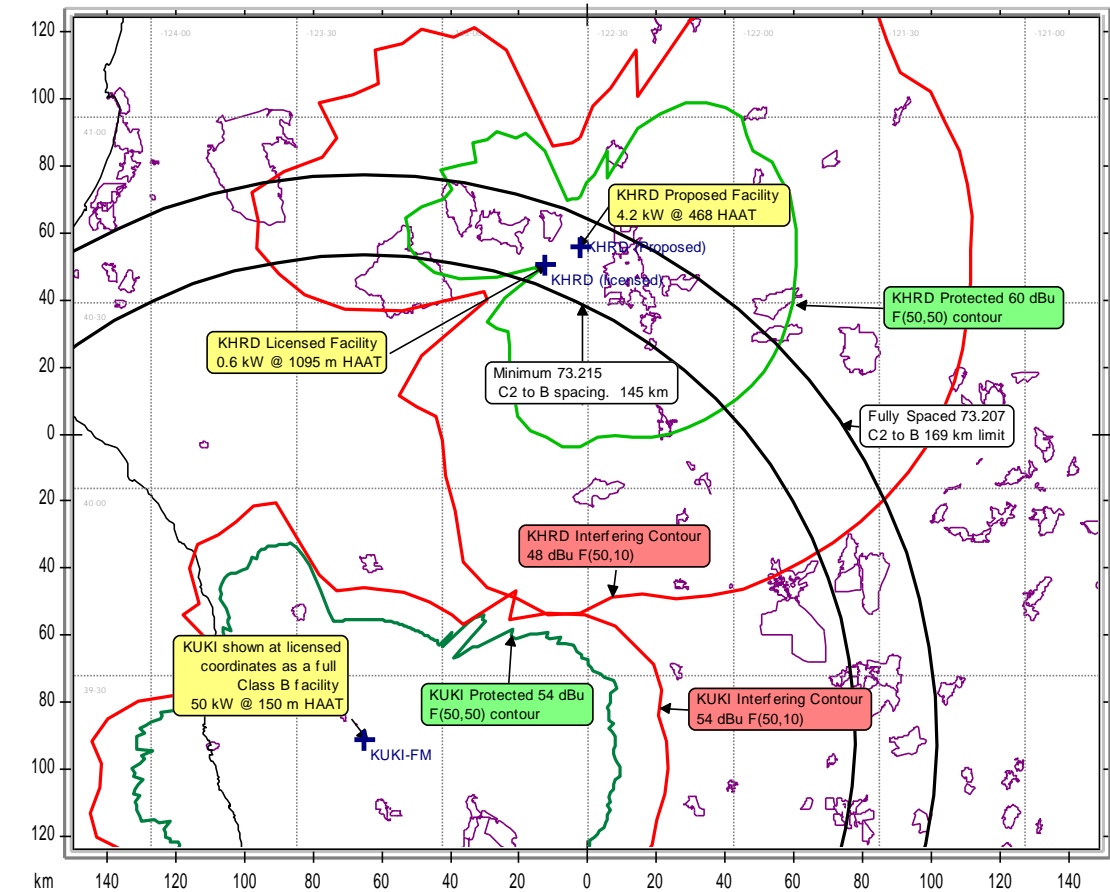 120
100
80
60
40
20
0
20
40
60
80
100
120
-124-00
-123-30
-122-30
-122-00
-121-30
-121-00
41-00
40-30
40-00
39-30
KHRD Proposed Facility
4.2 kW @ 468 HAAT
KHRD (Proposed)
KHRD (licensed)
KHRD Protected 60 dBu
F(50,50) contour
KHRD Licensed Facility
0.6 kW @ 1095 m HAAT
Minimum 73.215
C2 to B spacing. 145 km
Fully Spaced 73.207
C2 to B 169 km limit
KHRD Interfering Contour
48 dBu F(50,10)
KUKI shown at licensed
coordinates as a full
Class B facility
50 kW @ 150 m HAAT
KUKI Protected 54 dBu
F(50,50) contour
KUKI Interfering Contour
54 dBu F(50,10)
KUKI-FM
km 140 120 100 80 60 40 20 0 20 40 60 80 100 120 140